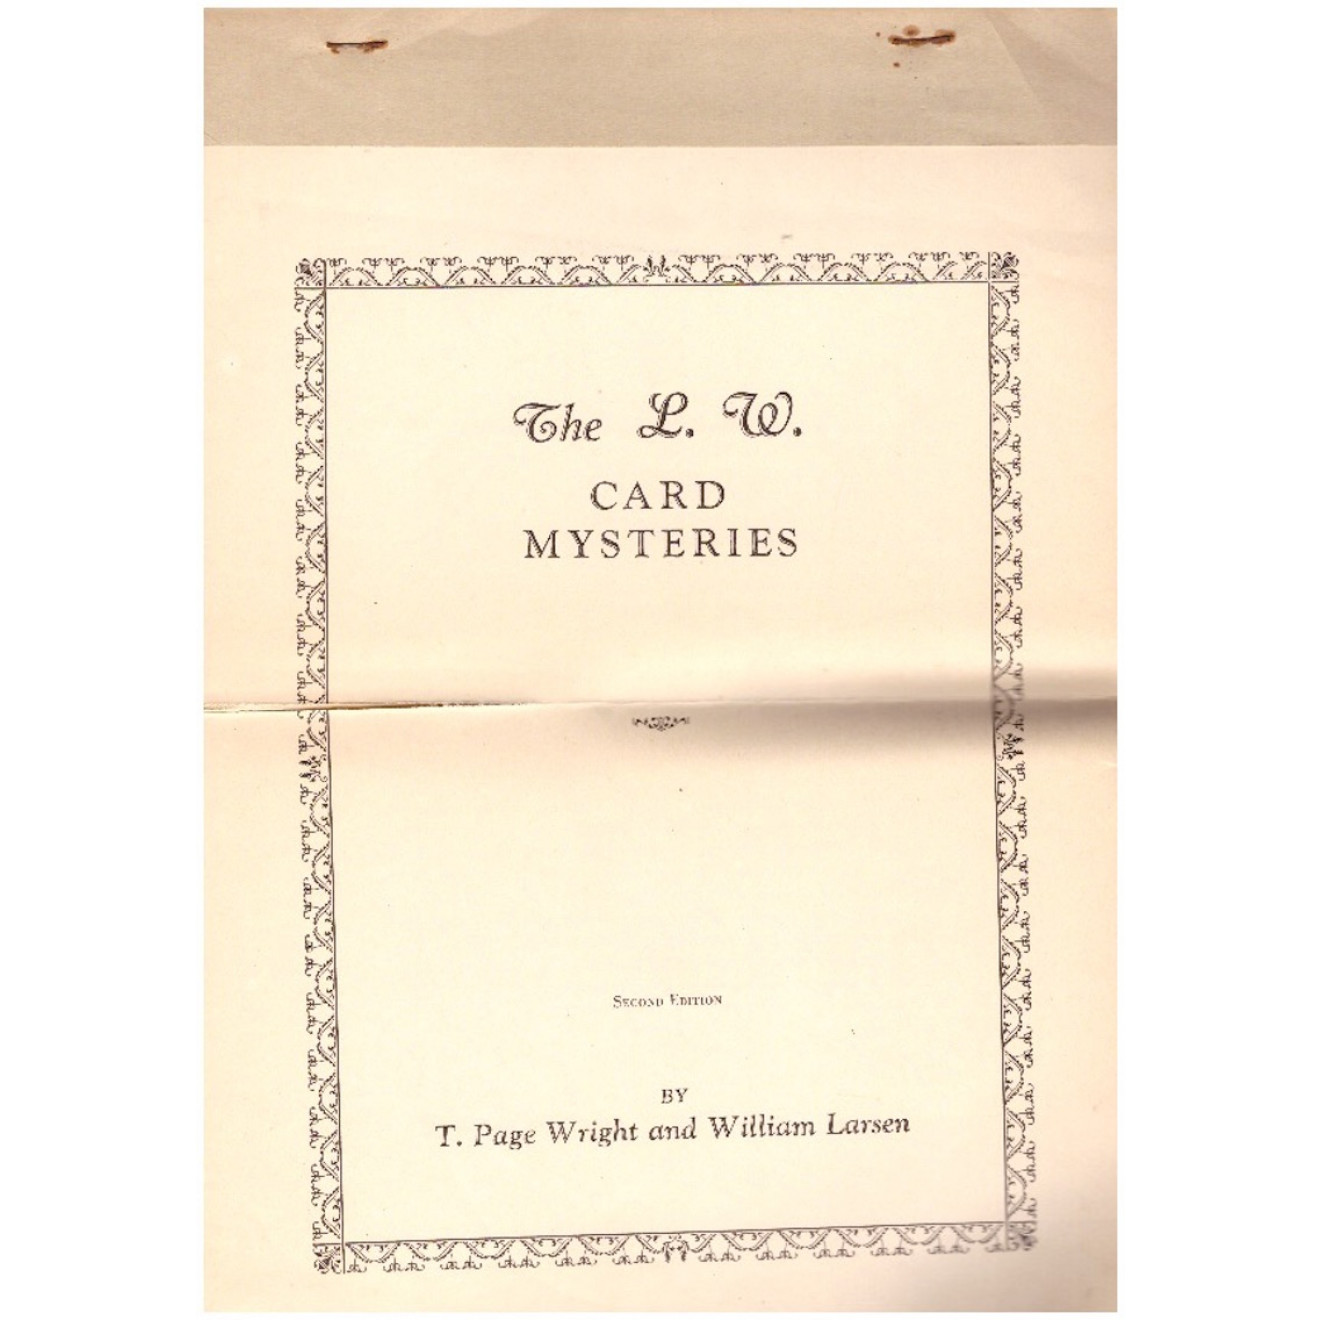 The L. W.
CARD
MYSTERIES
SECOND EDITION
BY
T. Page Wright and William Larsen